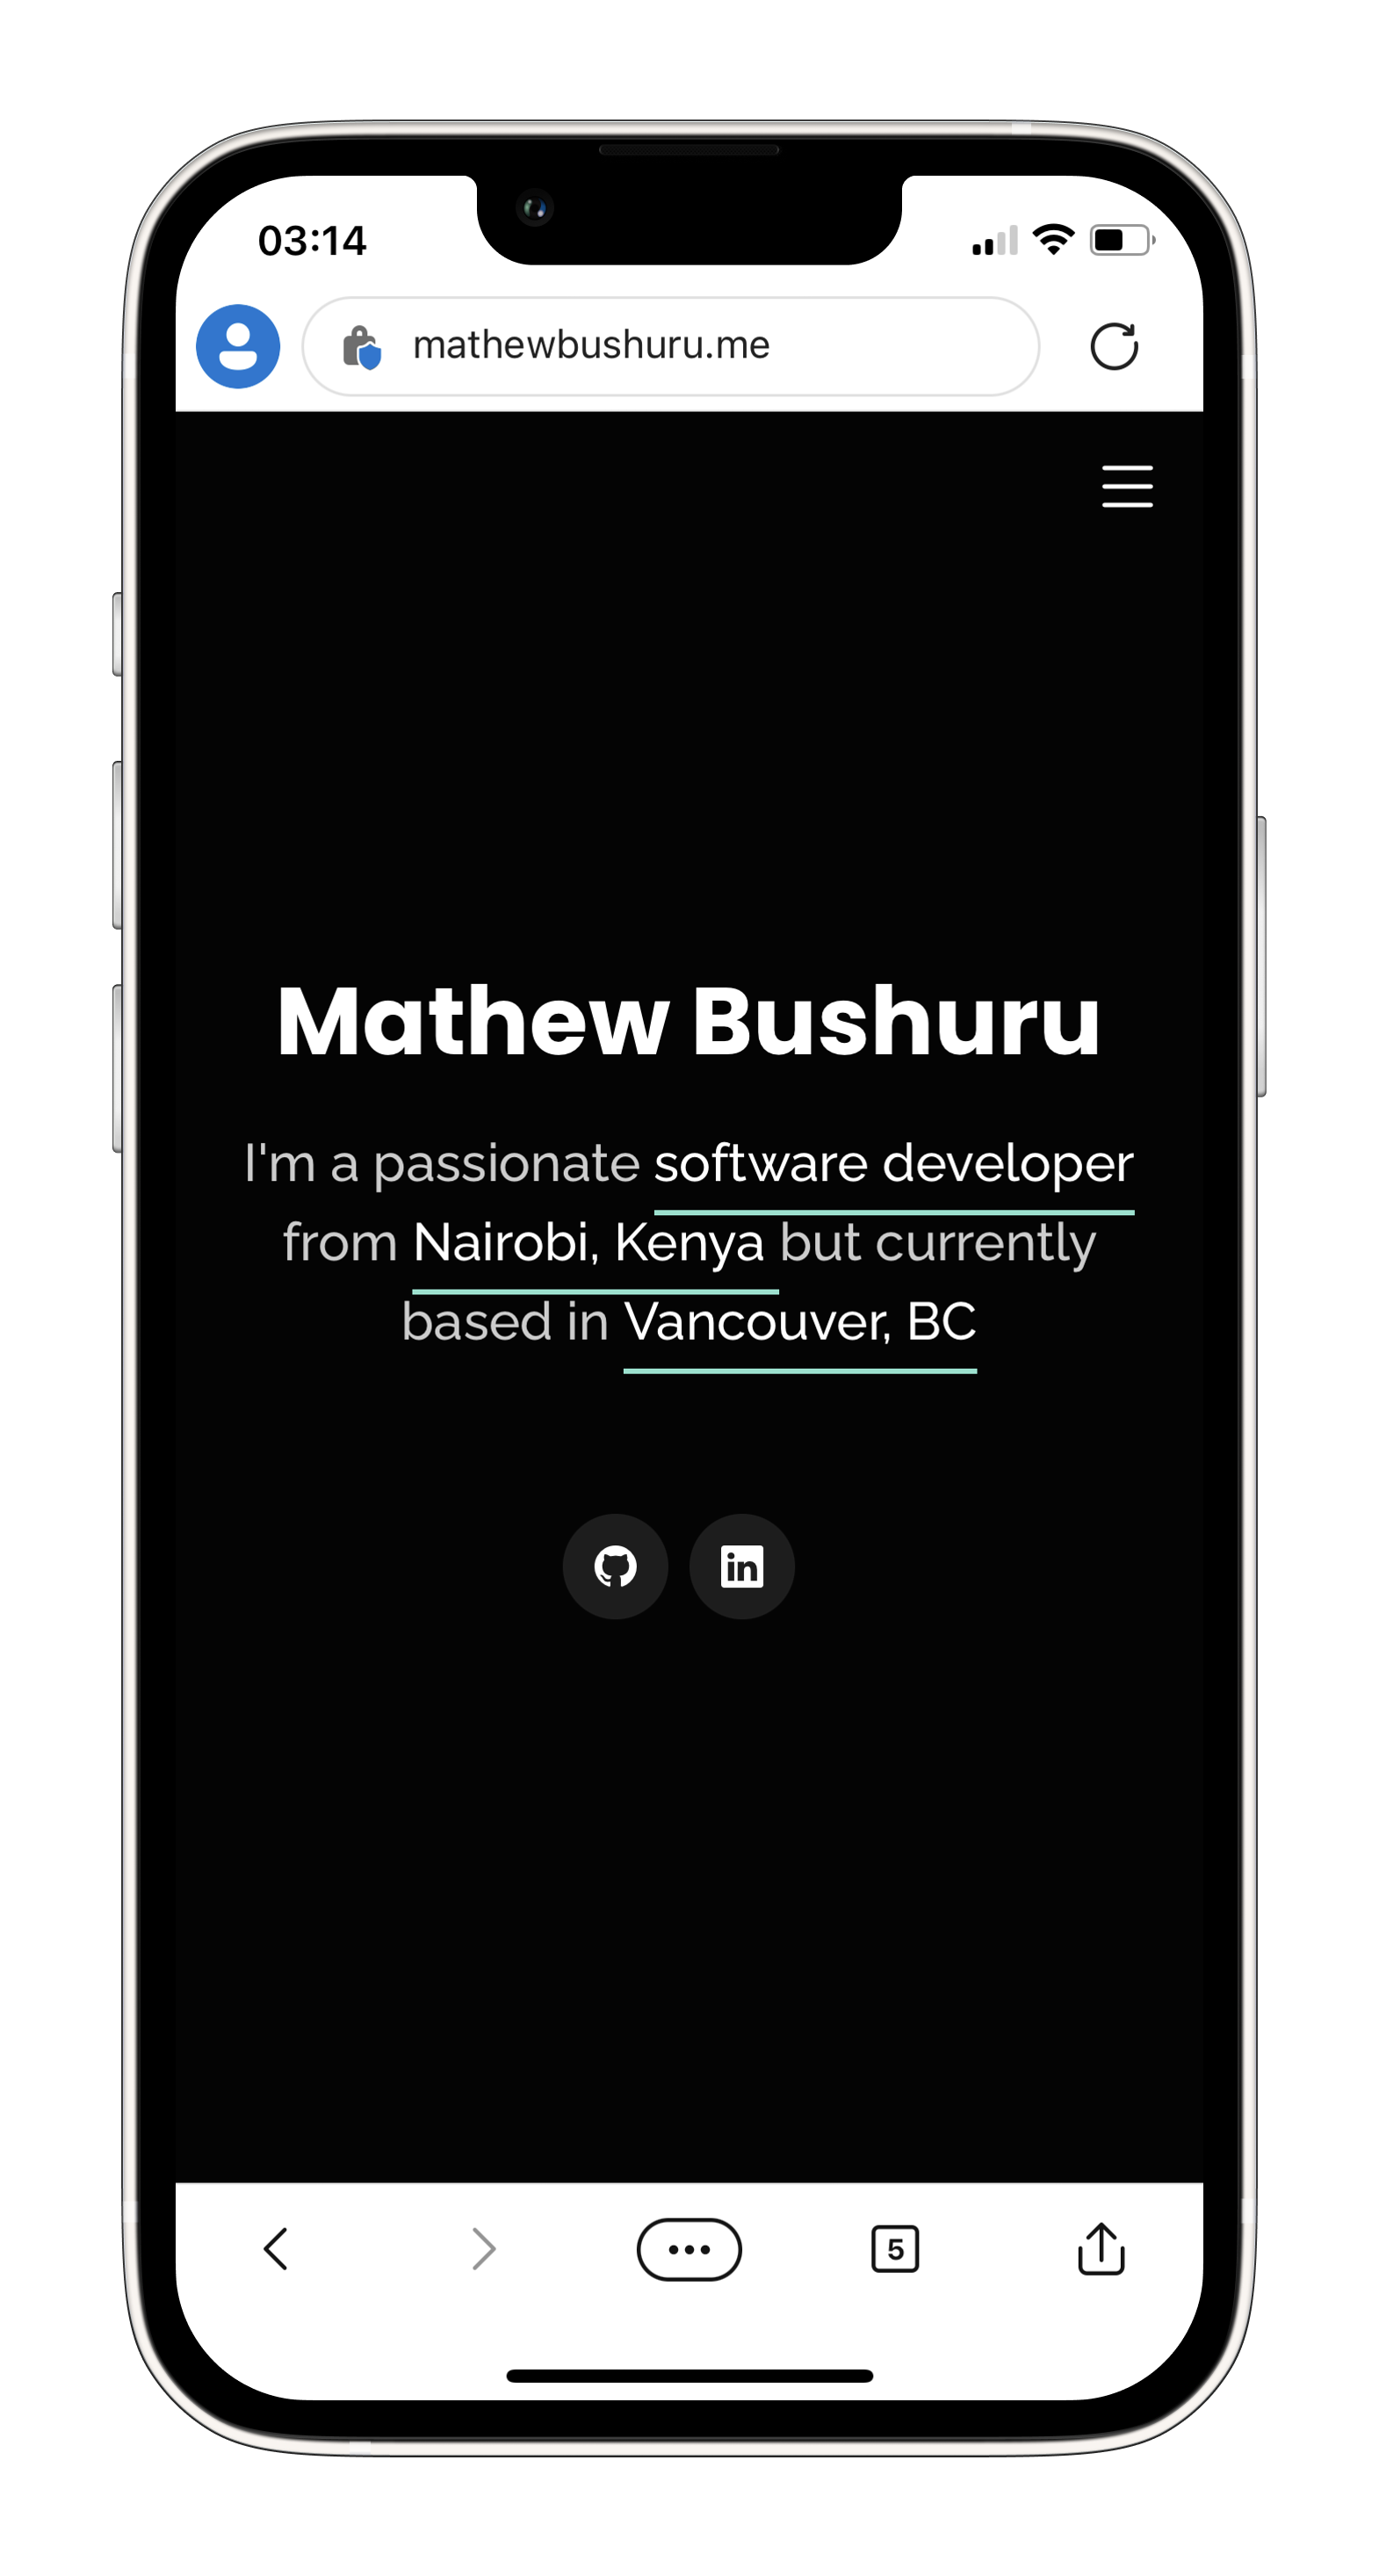 03:14
mathewbushuru.me
Mathew Bushuru
I'm a passionate software developer
from Nairobi, Kenya but currently
based in Vancouver, BC
in
5